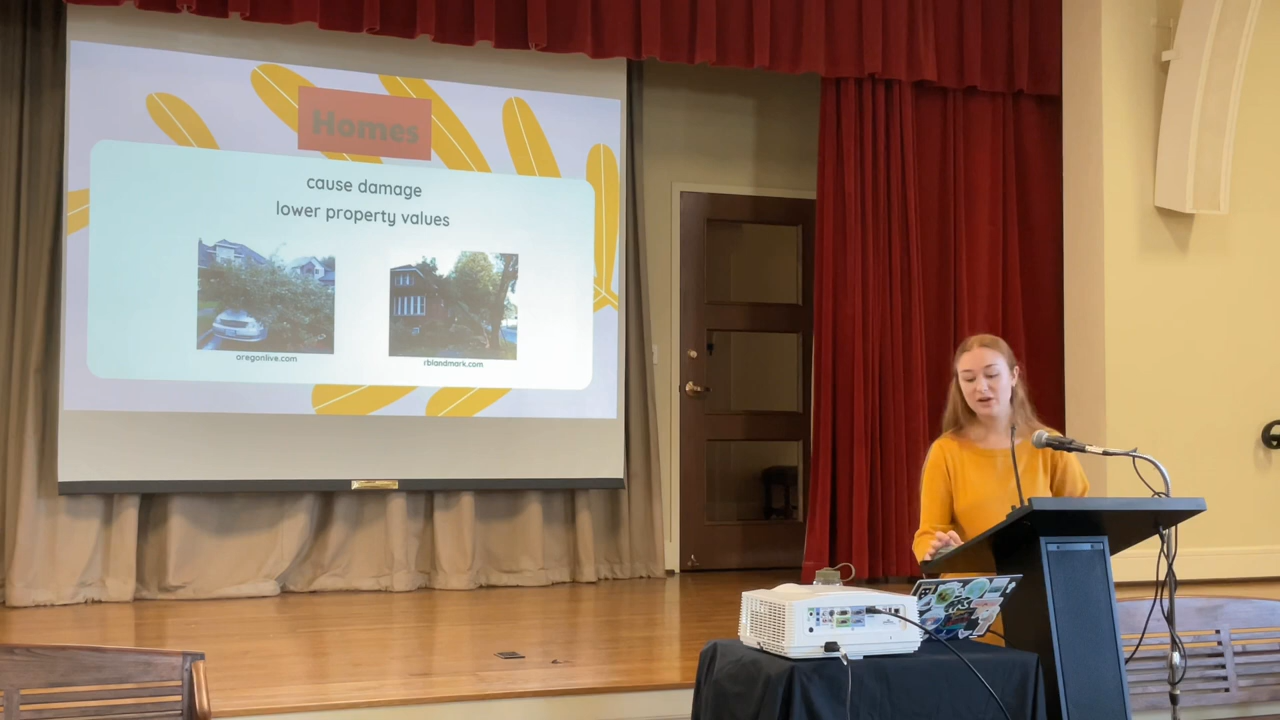 Homes
cause damage
lower property values
oregonlive.com
rblandmark.com